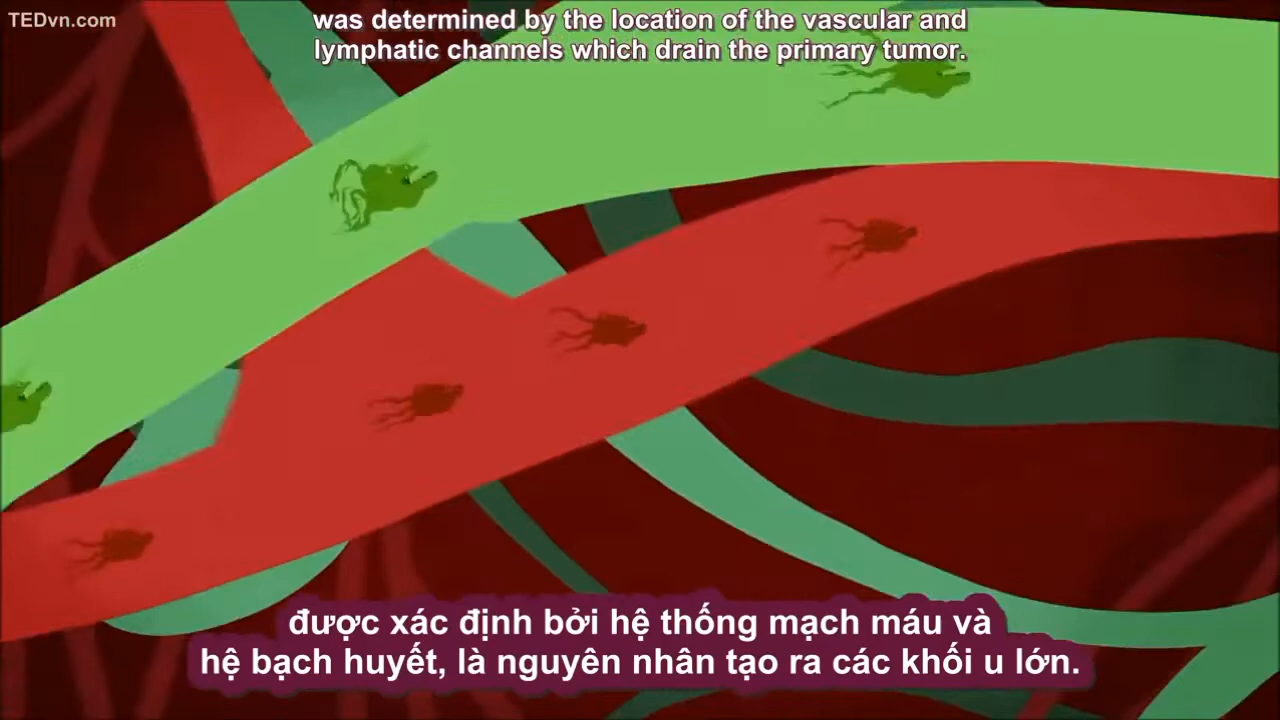 TEDvn.com
was determined by the location of the vascular and
lymphatic channels which drain the primary tumor.
được xác định bởi hệ thống mạch máu và
hệ bạch huyết, là nguyên nhân tạo ra các khối u lớn.